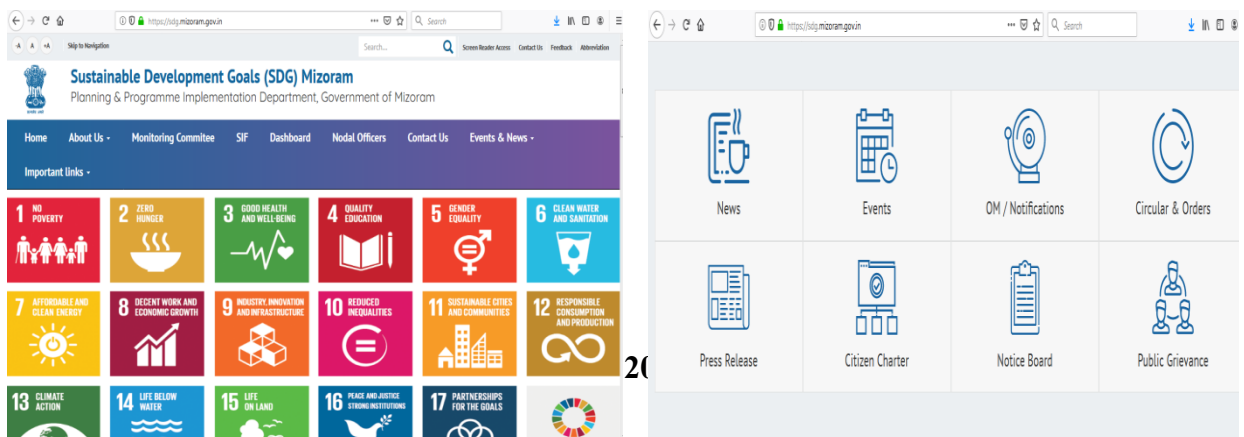 https://sdg.mizoram.gov.in
Search
-A A +A Skip to Navigation
Search...
Screen Reader Access Contact Us Feedback Abbreviation
Sustainable Development Goals (SDG) Mizoram
Planning & Programme Implementation Department, Government of Mizoram
Home About Us Monitoring Commitee SIF Dashboard Nodal Officers Contact Us Events & News
Important links
1 NO
POVERTY
2 ZERO
HUNGER
3 GOOD HEALTH
AND WELL-BEING
4 QUALITY
EDUCATION
5 GENDER
EQUALITY
6 CLEAN WATER
AND SANITATION
7 AFFORDABLE AND
CLEAN ENERGY
8 DECENT WORK AND
ECONOMIC GROWTH
9 INDUSTRY, INNOVATION
AND INFRASTRUCTURE
10 REDUCED
INEQUALITIES
11 SUSTAINABLE CITIES
AND COMMUNITIES
12 RESPONSIBLE
CONSUMPTION
AND PRODUCTION
13 CLIMATE
ACTION
14 LIFE BELOW
WATER
15 LIFE
ON LAND
16 PEACE AND JUSTICE
STRONG INSTITUTIONS
17 PARTNERSHIPS
FOR THE GOALS
https://sdg.mizoram.gov.in
Search
News Events OM / Notifications Circular & Orders
Press Release Citizen Charter Notice Board Public Grievance